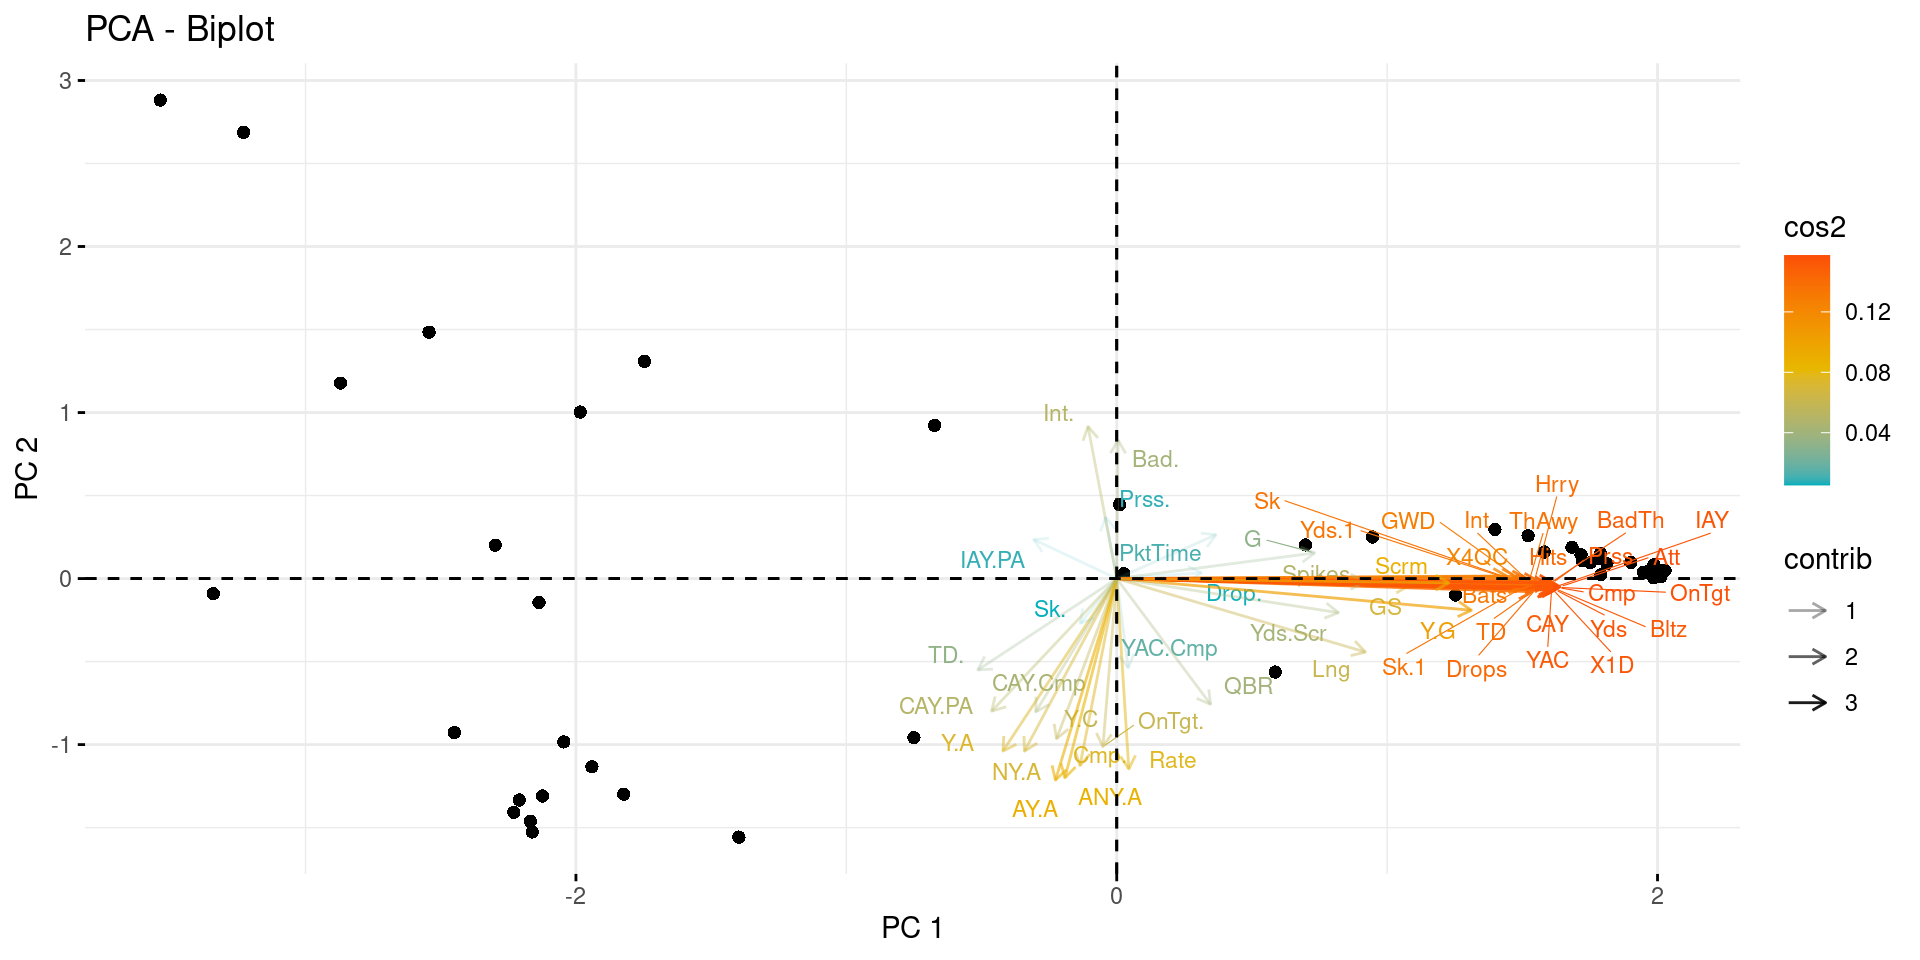 PCA - Biplot
3
2
1
0
-1
PC 2
-2
0
2
PC 1
Int.
Bad.
Prss.
PktTime
IAY.PA
G
Spikes
Drop.
Sk.
YAC.Cmp
Yds.Scr
TD.
CAY.Cmp
CAY.PA
Y.C
OnTgt.
Y.A
Cmp.
Rate
NY.A
ANY.A
AY.A
QBR
Lng
Hrry
Sk
Yds.1
GWD
Int
ThAwy
BadTh
IAY
X4QC
Hits
Prss
Att
Scrm
GS
Bats
Cmp
OnTgt
Y.G
TD
CAY
Yds
Bltz
Sk.1
Drops
YAC
X1D
cos2
0.12
0.08
0.04
contrib
1
2
3